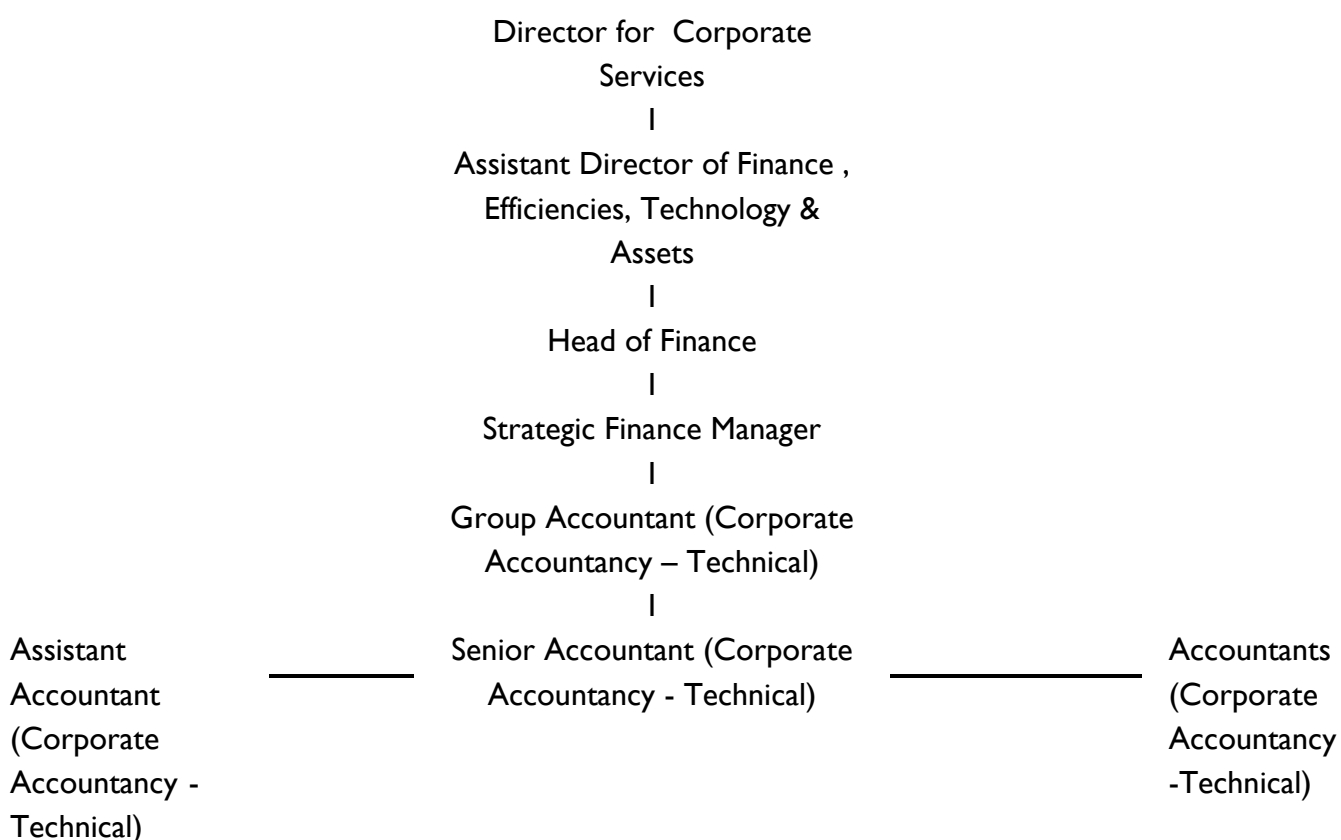 Director for  Corporate
Services
I
Assistant Director of Finance ,
Efficiencies, Technology &
Assets
I
Head of Finance
I
Strategic Finance Manager
I
Group Accountant (Corporate
Accountancy – Technical)
I
Assistant
Accountant
(Corporate
Accountancy -
Technical)
Senior Accountant (Corporate
Accountancy - Technical)
Accountants
(Corporate
Accountancy
-Technical)